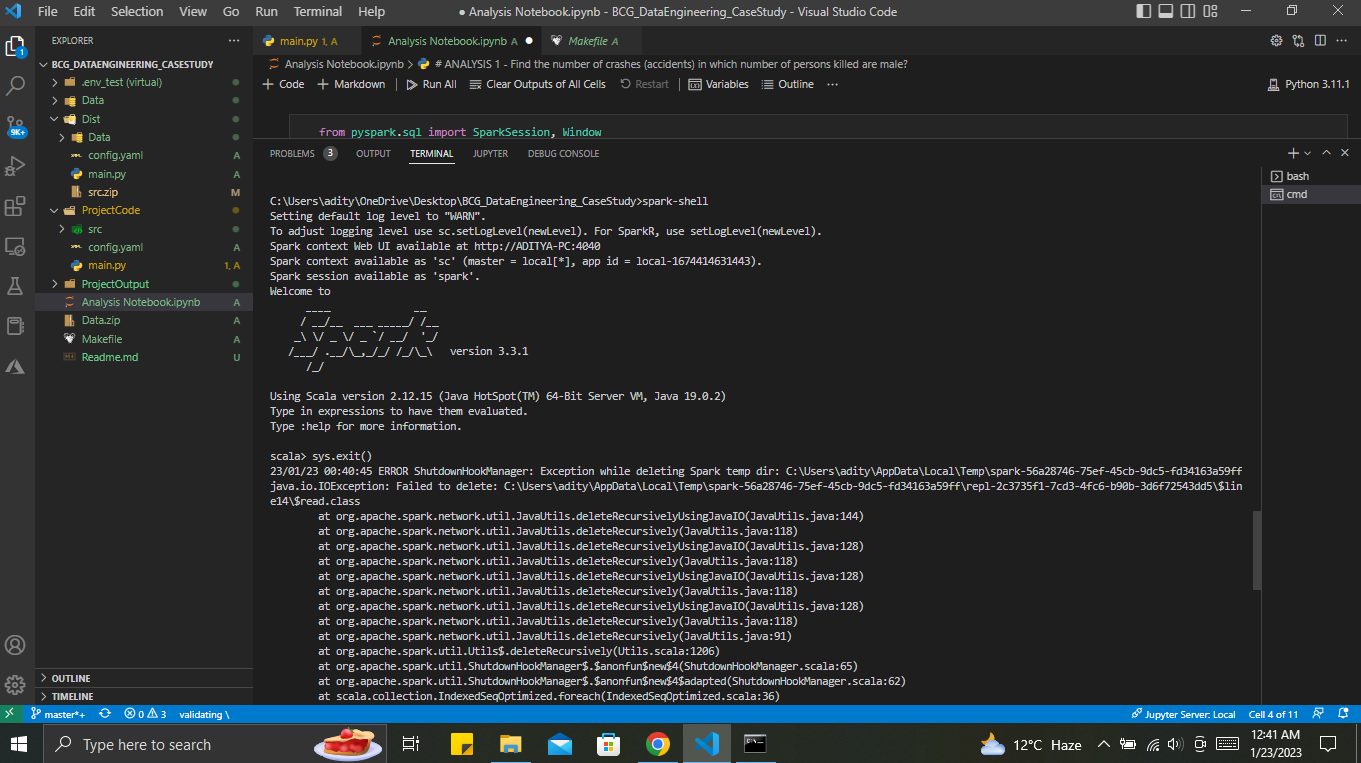 File Edit Selection View Go Run Terminal Help ● Analysis Notebook.ipynb - BCG_DataEngineering_CaseStudy - Visual Studio Code
EXPLORER ...
main.py 1, A Analysis Notebook.ipynb A ● Makefile A
BCG_DATAENGINEERING_CASESTUDY
Analysis Notebook.ipynb > # ANALYSIS 1 - Find the number of crashes (accidents) in which number of persons killed are male?
+ Code + Markdown Run All Clear Outputs of All Cells Restart Variables Outline ... Python 3.11.1
from pyspark.sql import SparkSession, Window
.env_test (virtual)
Data
Dist
Data
config.yaml A
main.py A
src.zip M
ProjectCode
src
config.yaml A
main.py 1, A
ProjectOutput
Analysis Notebook.ipynb A
Data.zip A
Makefile A
Readme.md U
OUTLINE
TIMELINE
1
9K+
PROBLEMS 3 OUTPUT TERMINAL JUPYTER DEBUG CONSOLE
bash
cmd
C:\Users\adity\OneDrive\Desktop\BCG_DataEngineering_CaseStudy>spark-shell
Setting default log level to "WARN".
To adjust logging level use sc.setLogLevel(newLevel). For SparkR, use setLogLevel(newLevel).
Spark context Web UI available at http://ADITYA-PC:4040
Spark context available as 'sc' (master = local[*], app id = local-1674414631443).
Spark session available as 'spark'.
Welcome to
      ____              __
     / __/__  ___ _____/ /__
    _\ \/ _ \/ _ `/ __/  '_/
   /___/ .__/\_,_/_/ /_/\_\   version 3.3.1
      /_/
Using Scala version 2.12.15 (Java HotSpot(TM) 64-Bit Server VM, Java 19.0.2)
Type in expressions to have them evaluated.
Type :help for more information.
scala> sys.exit()
23/01/23 00:40:45 ERROR ShutdownHookManager: Exception while deleting Spark temp dir: C:\Users\adity\AppData\Local\Temp\spark-56a28746-75ef-45cb-9dc5-fd34163a59ff
java.io.IOException: Failed to delete: C:\Users\adity\AppData\Local\Temp\spark-56a28746-75ef-45cb-9dc5-fd34163a59ff\repl-2c3735f1-7cd3-4fc6-b90b-3d6f72543dd5\$lin
e14\$read.class
at org.apache.spark.network.util.JavaUtils.deleteRecursivelyUsingJavaIO(JavaUtils.java:144)
at org.apache.spark.network.util.JavaUtils.deleteRecursively(JavaUtils.java:118)
at org.apache.spark.network.util.JavaUtils.deleteRecursivelyUsingJavaIO(JavaUtils.java:128)
at org.apache.spark.network.util.JavaUtils.deleteRecursively(JavaUtils.java:118)
at org.apache.spark.network.util.JavaUtils.deleteRecursivelyUsingJavaIO(JavaUtils.java:128)
at org.apache.spark.network.util.JavaUtils.deleteRecursively(JavaUtils.java:118)
at org.apache.spark.network.util.JavaUtils.deleteRecursivelyUsingJavaIO(JavaUtils.java:128)
at org.apache.spark.network.util.JavaUtils.deleteRecursively(JavaUtils.java:118)
at org.apache.spark.network.util.JavaUtils.deleteRecursively(JavaUtils.java:91)
at org.apache.spark.util.Utils$.deleteRecursively(Utils.scala:1206)
at org.apache.spark.util.ShutdownHookManager$.$anonfun$new$4(ShutdownHookManager.scala:65)
at org.apache.spark.util.ShutdownHookManager$.$anonfun$new$4$adapted(ShutdownHookManager.scala:62)
at scala.collection.IndexedSeqOptimized.foreach(IndexedSeqOptimized.scala:36)
master*+ 0 3 validating \ Jupyter Server: Local Cell 4 of 11
Type here to search 12°C Haze 12:41 AM
1/23/2023